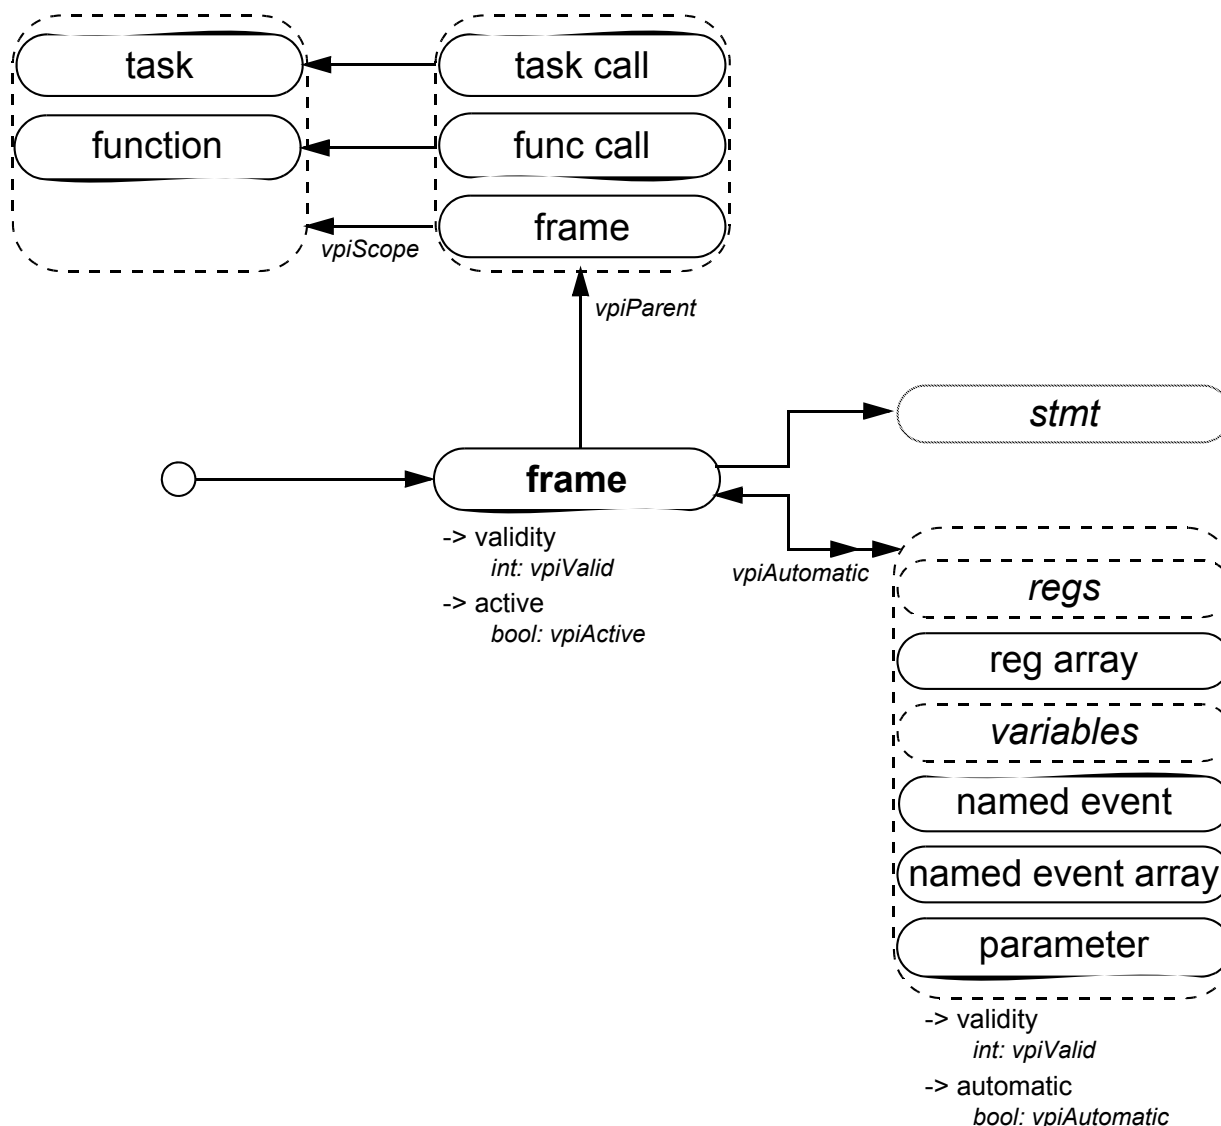 task
task call
function
func call
frame
vpiScope
vpiParent
stmt
frame
-> validity
int: vpiValid
-> active
bool: vpiActive
vpiAutomatic
regs
reg array
variables
named event
named event array
parameter
-> validity
int: vpiValid
-> automatic
bool: vpiAutomatic